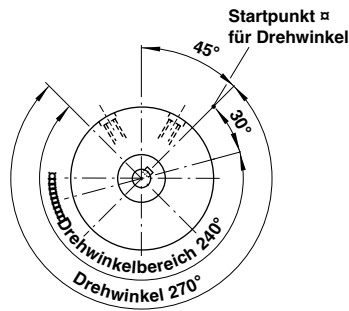 Startpunkt ¤
für Drehwinkel
45°
30°
Drehwinkelbereich 240°
Drehwinkel 270°